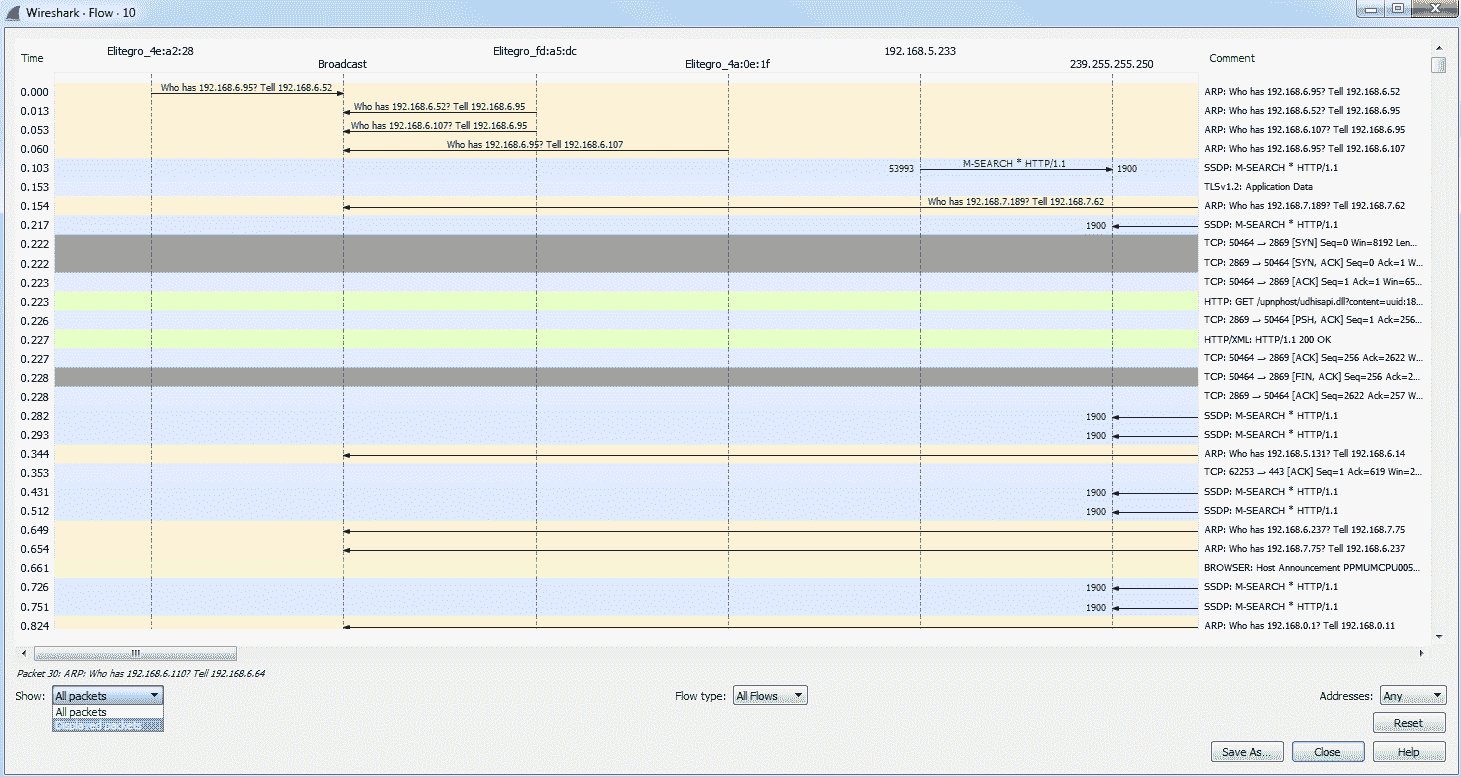 Wireshark · Flow · 10
Time
Elitegro_4e:a2:28
Broadcast
Elitegro_fd:a5:dc
Elitegro_4a:0e:1f
192.168.5.233
239.255.255.250
Comment
0.000 Who has 192.168.6.95? Tell 192.168.6.52 ARP: Who has 192.168.6.95? Tell 192.168.6.52
0.013 Who has 192.168.6.52? Tell 192.168.6.95 ARP: Who has 192.168.6.52? Tell 192.168.6.95
0.053 Who has 192.168.6.107? Tell 192.168.6.95 ARP: Who has 192.168.6.107? Tell 192.168.6.95
0.060 Who has 192.168.6.95? Tell 192.168.6.107 ARP: Who has 192.168.6.95? Tell 192.168.6.107
0.103 53993 M-SEARCH * HTTP/1.1 1900 SSDP: M-SEARCH * HTTP/1.1
0.153 TLSv1.2: Application Data
0.154 Who has 192.168.7.189? Tell 192.168.7.62 ARP: Who has 192.168.7.189? Tell 192.168.7.62
0.217 1900 SSDP: M-SEARCH * HTTP/1.1
0.222 TCP: 50464 → 2869 [SYN] Seq=0 Win=8192 Len...
0.222 TCP: 2869 → 50464 [SYN, ACK] Seq=0 Ack=1 W...
0.223 TCP: 50464 → 2869 [ACK] Seq=1 Ack=1 Win=65...
0.223 HTTP: GET /upnphost/udhisapi.dll?content=uuid:18...
0.226 TCP: 2869 → 50464 [PSH, ACK] Seq=1 Ack=256...
0.227 HTTP/XML: HTTP/1.1 200 OK
0.227 TCP: 50464 → 2869 [ACK] Seq=256 Ack=2622 W...
0.228 TCP: 50464 → 2869 [FIN, ACK] Seq=256 Ack=2...
0.228 TCP: 2869 → 50464 [ACK] Seq=2622 Ack=257 W...
0.282 1900 SSDP: M-SEARCH * HTTP/1.1
0.293 1900 SSDP: M-SEARCH * HTTP/1.1
0.344 ARP: Who has 192.168.5.131? Tell 192.168.6.14
0.353 TCP: 62253 → 443 [ACK] Seq=1 Ack=619 Win=2...
0.431 1900 SSDP: M-SEARCH * HTTP/1.1
0.512 1900 SSDP: M-SEARCH * HTTP/1.1
0.649 ARP: Who has 192.168.6.237? Tell 192.168.7.75
0.654 ARP: Who has 192.168.7.75? Tell 192.168.6.237
0.661 BROWSER: Host Announcement PPMUMCPU005...
0.726 1900 SSDP: M-SEARCH * HTTP/1.1
0.751 1900 SSDP: M-SEARCH * HTTP/1.1
0.824 ARP: Who has 192.168.0.1? Tell 192.168.0.11
Packet 30: ARP: Who has 192.168.6.110? Tell 192.168.6.64
Show: All packets
Flow type: All Flows
Addresses: Any
All packets
Displayed packets
Reset
Save As...
Close
Help